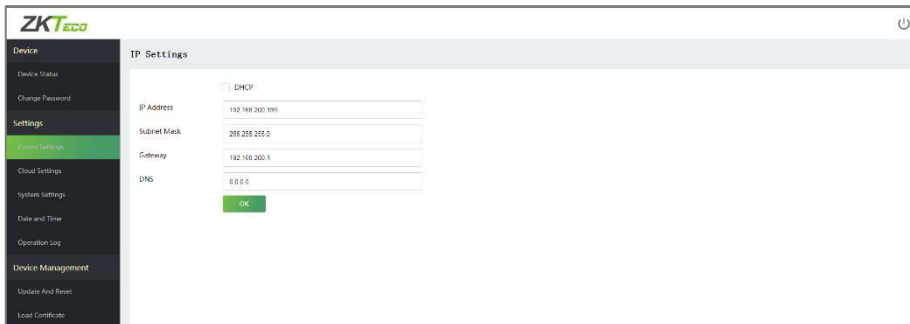 ZKTECO
Device
IP Settings
Device Status
DHCP
Change Password
IP Address
192.168.200.199
Settings
Subnet Mask
255.255.255.0
Comm Settings
Gateway
192.168.200.1
Cloud Settings
DNS
0.0.0.0
System Settings
OK
Date and Time
Operation Log
Device Management
Update And Reset
Load Certificate